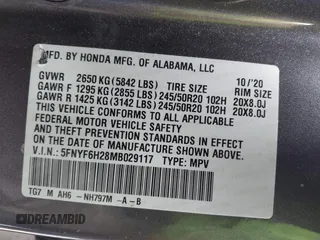 MFD. BY HONDA MFG. OF ALABAMA, LLC
10/'20
GVWR 2650 KG (5842 LBS) TIRE SIZE RIM SIZE
GAWR F 1295 KG (2855 LBS) 245/50R20 102H 20X8.0J
GAWR R 1425 KG (3142 LBS) 245/50R20 102H 20X8.0J
THIS VEHICLE CONFORMS TO ALL APPLICABLE
FEDERAL MOTOR VEHICLE SAFETY STANDARDS IN
EFFECT ON THE DATE OF MANUFACTURE SHOWN ABOVE.
V.I.N.: 5FNYF6H28MB029117 TYPE: MPV
TG7 M AH6 -NH797M -A-B
DREAMBID